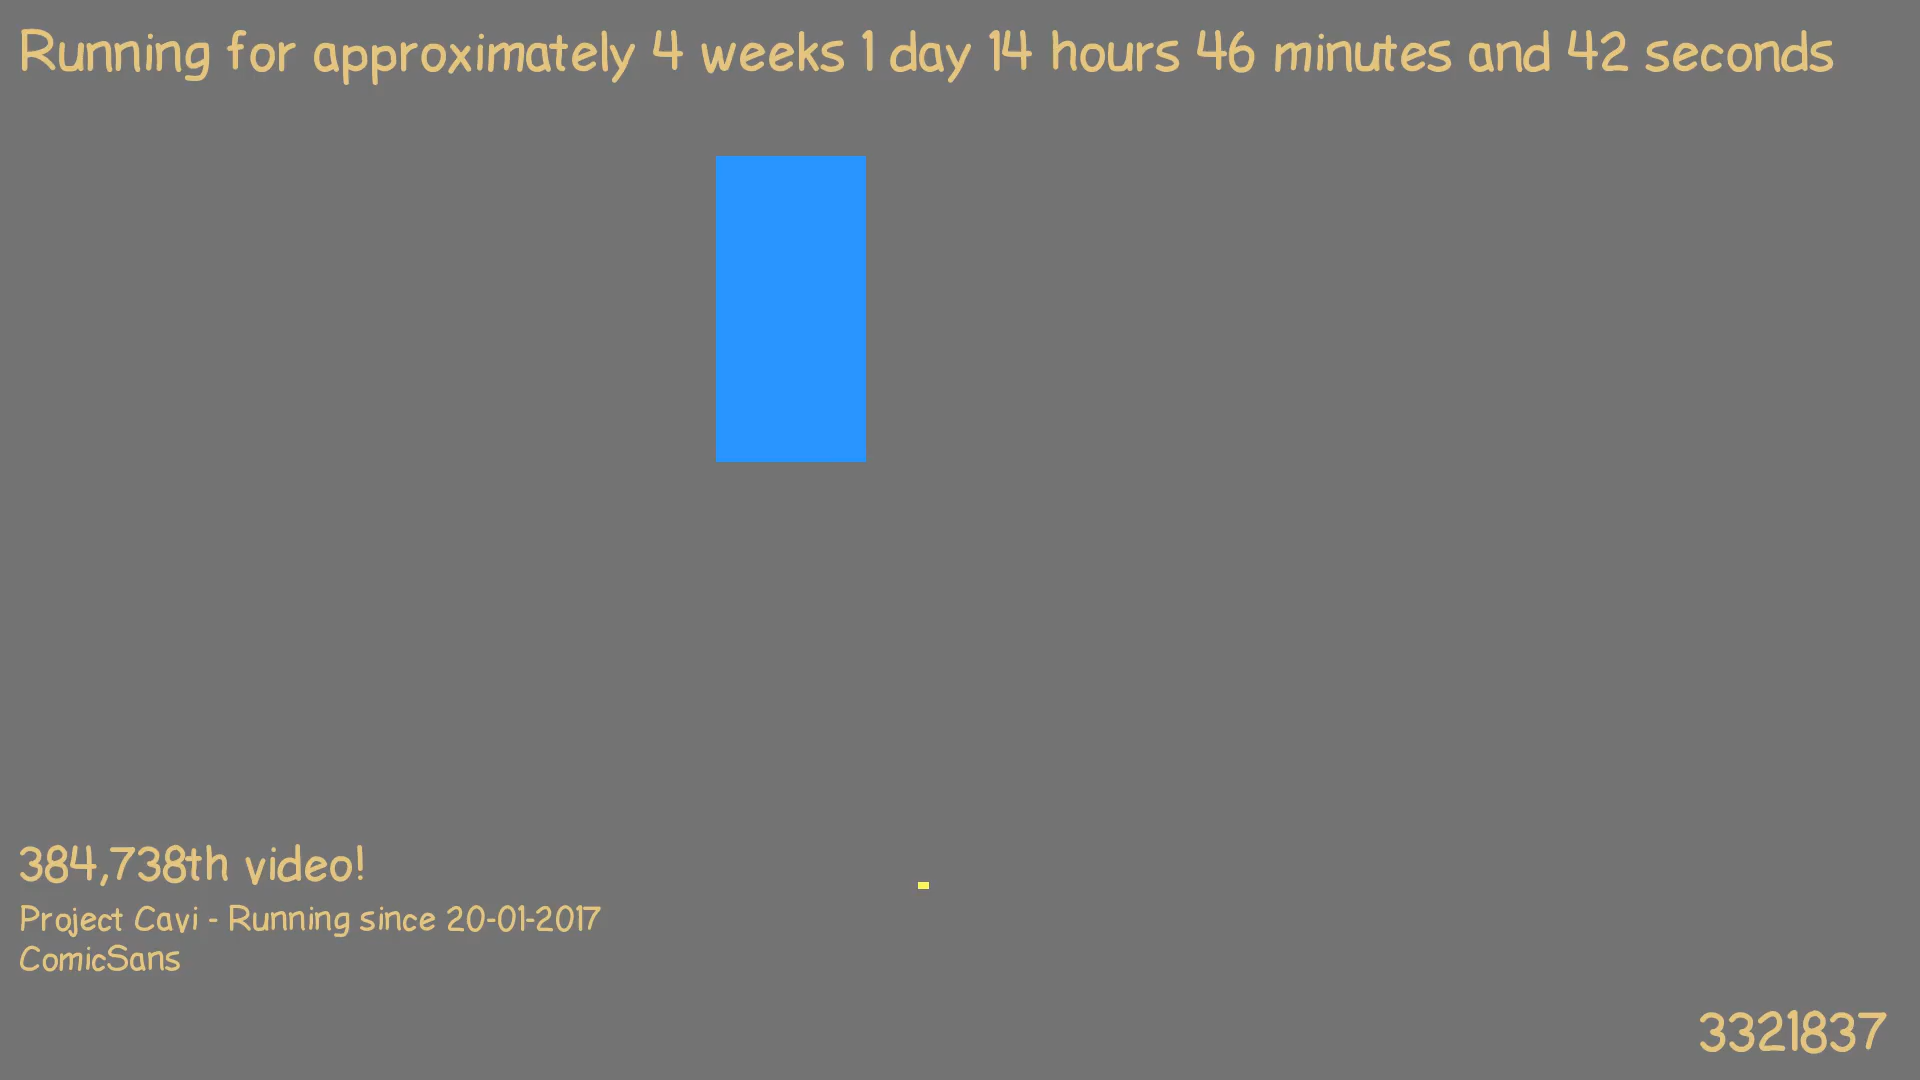 Running for approximately 4 weeks 1 day 14 hours 46 minutes and 42 seconds
384,738th video!
Project Cavi - Running since 20-01-2017
ComicSans
3321837